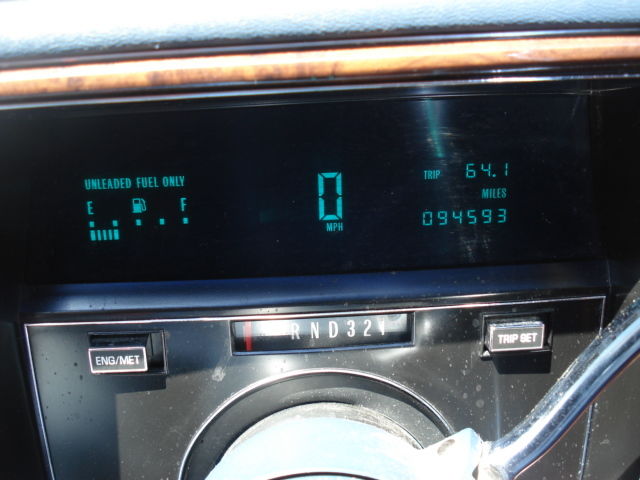 UNLEADED FUEL ONLY
E F
0
MPH
TRIP 64.1
MILES
094593
ENG/MET
RND321
TRIP SET